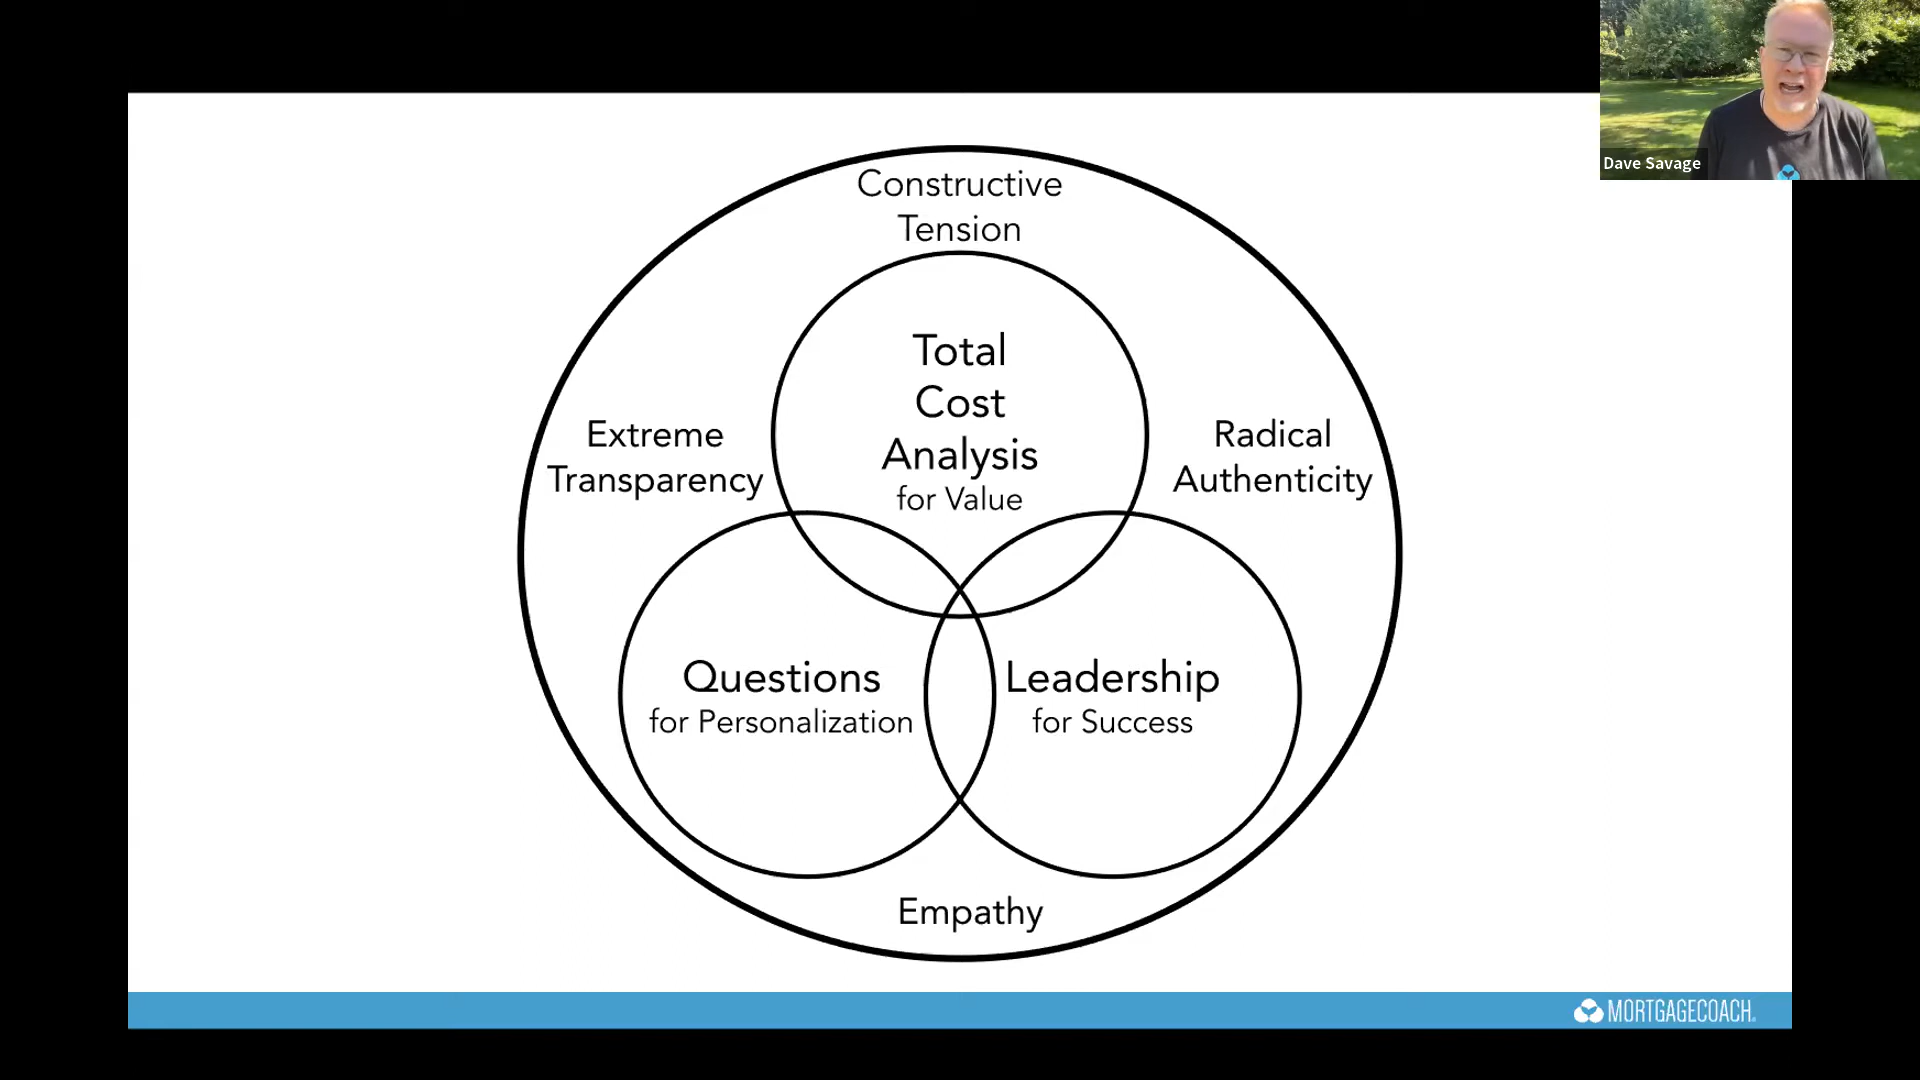 Dave Savage
Constructive
Tension
Total
Cost
Analysis
for Value
Extreme
Transparency
Radical
Authenticity
Questions
for Personalization
Leadership
for Success
Empathy
MORTGAGECOACH